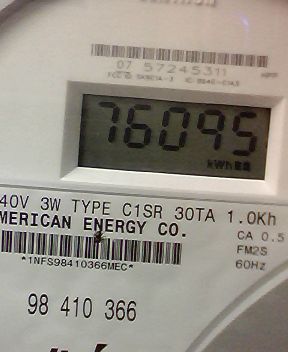 07 57245311
76095
kWh
40V 3W TYPE C1SR 30TA 1.0Kh
MERICAN ENERGY CO.
CA 0.5
*1NFS98410366MEC*
FM2S
60Hz
98 410 366